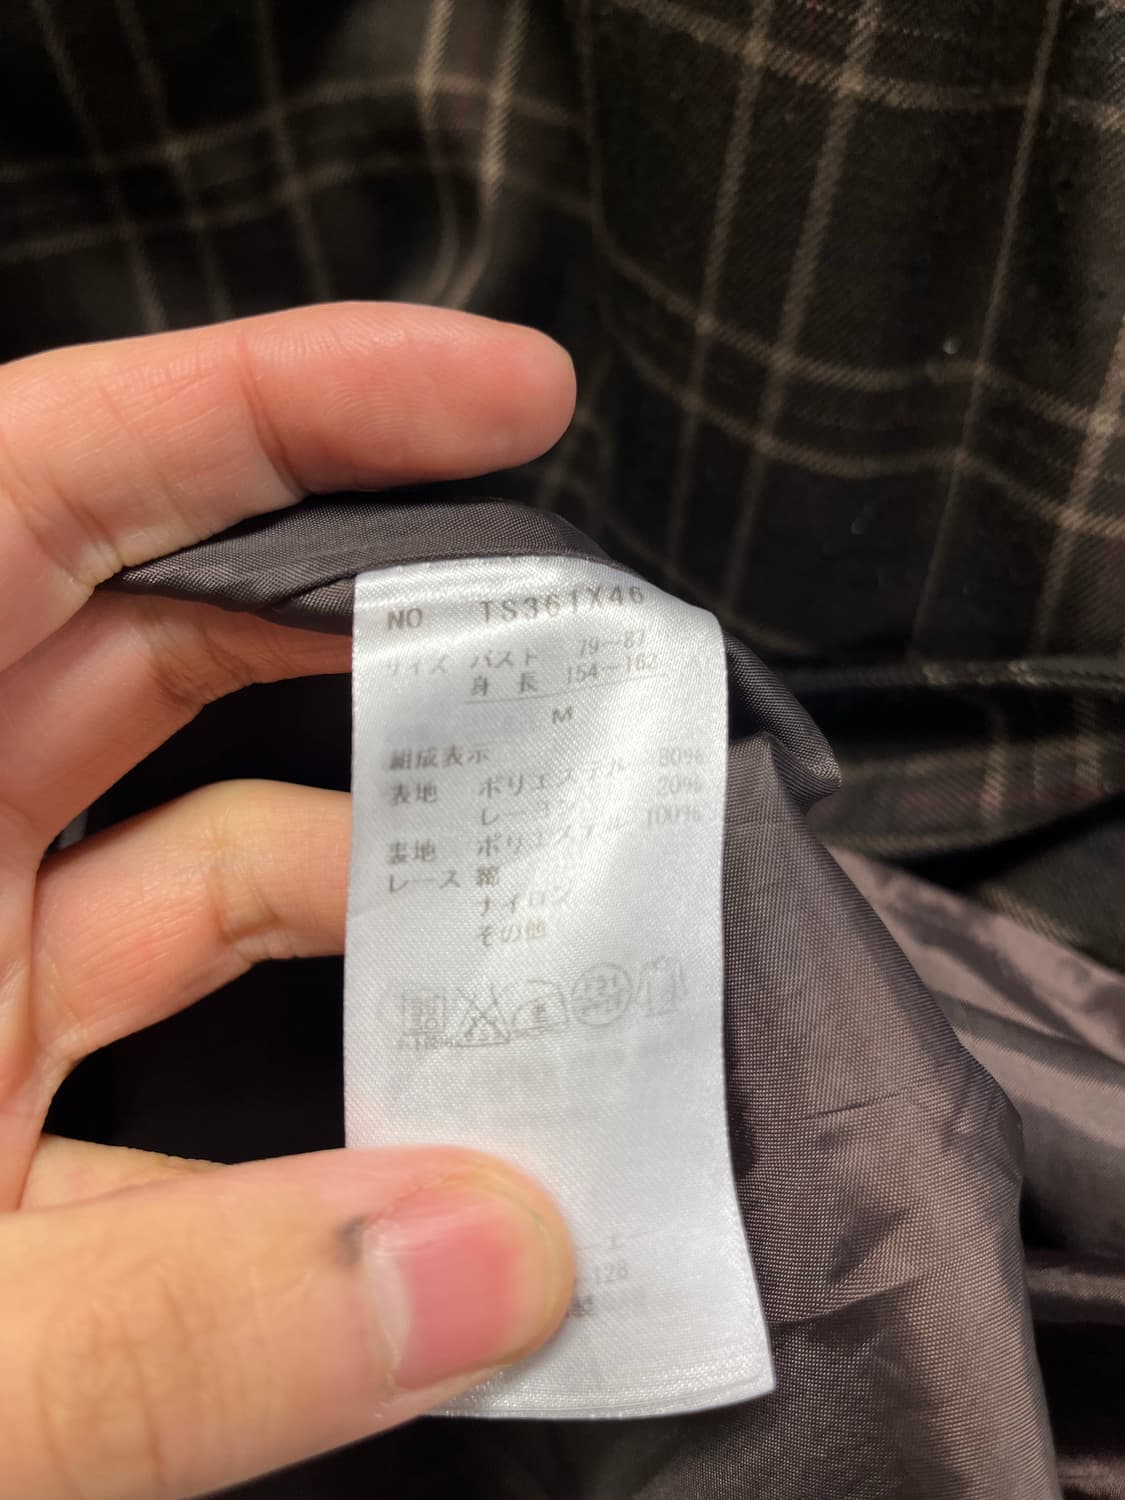 NO TS361X46
サイズ バスト 79〜87
身長 154〜162
M
組成表示
表地 ポリエステル 80%
レーヨン 20%
裏地 ポリエステル 100%
レース 綿
ナイロン
その他
128